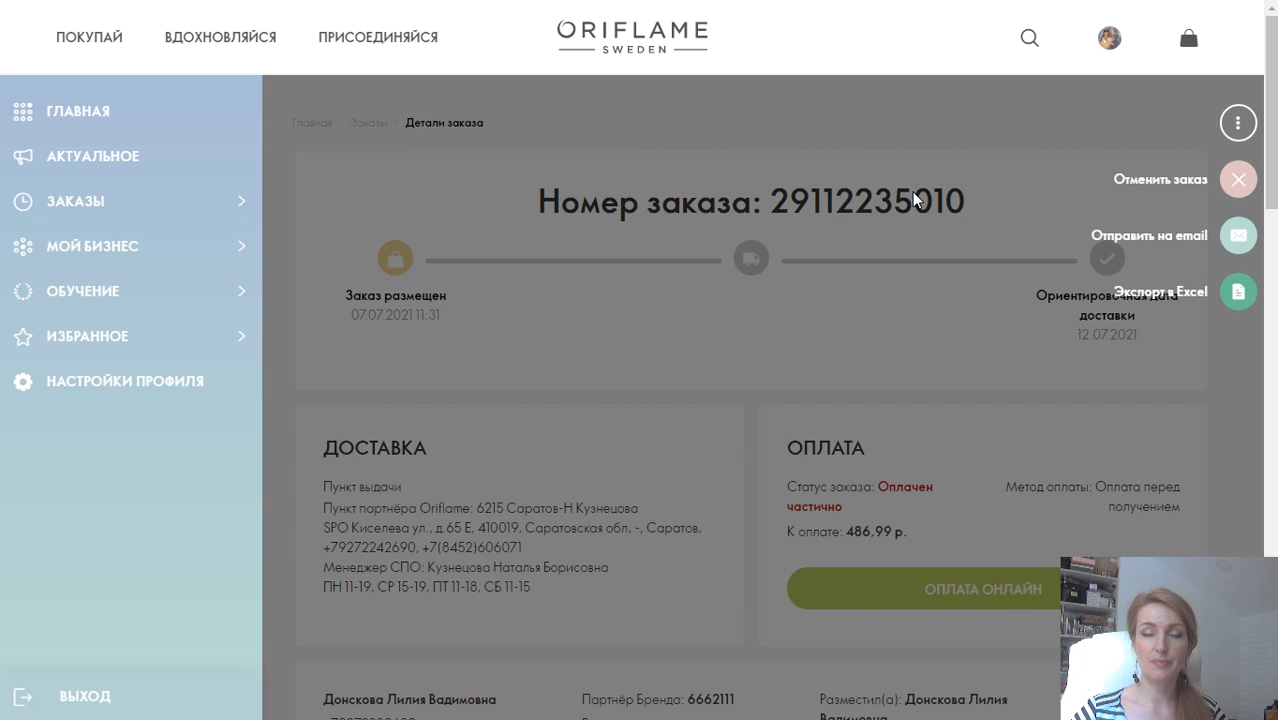 ПОКУПАЙ
ВДОХНОВЛЯЙСЯ
ПРИСОЕДИНЯЙСЯ
ORIFLAME
SWEDEN
ГЛАВНАЯ
АКТУАЛЬНОЕ
ЗАКАЗЫ
МОЙ БИЗНЕС
ОБУЧЕНИЕ
ИЗБРАННОЕ
НАСТРОЙКИ ПРОФИЛЯ
ВЫХОД
Главная
Заказы
Детали заказа
Отменить заказ
Отправить на email
Экспорт в Excel
Номер заказа: 29112235010
Заказ размещен
07.07.2021 11:31
Ориентировочная дата
доставки
12.07.2021
ДОСТАВКА
Пункт выдачи
Пункт партнёра Oriflame: 6215 Саратов-Н Кузнецова
SPO Киселева ул., д.65 Е, 410019, Саратовская обл, -, Саратов,
+79272242690, +7(8452)606071
Менеджер СПО: Кузнецова Наталья Борисовна
ПН 11-19, СР 15-19, ПТ 11-18, СБ 11-15
ОПЛАТА
Статус заказа: Оплачен
частично
К оплате: 486,99 р.
Метод оплаты: Оплата перед
получением
ОПЛАТА ОНЛАЙН
Донскова Лилия Вадимовна
Партнёр Бренда: 6662111
Разместил(а): Донскова Лилия
Вадимовна